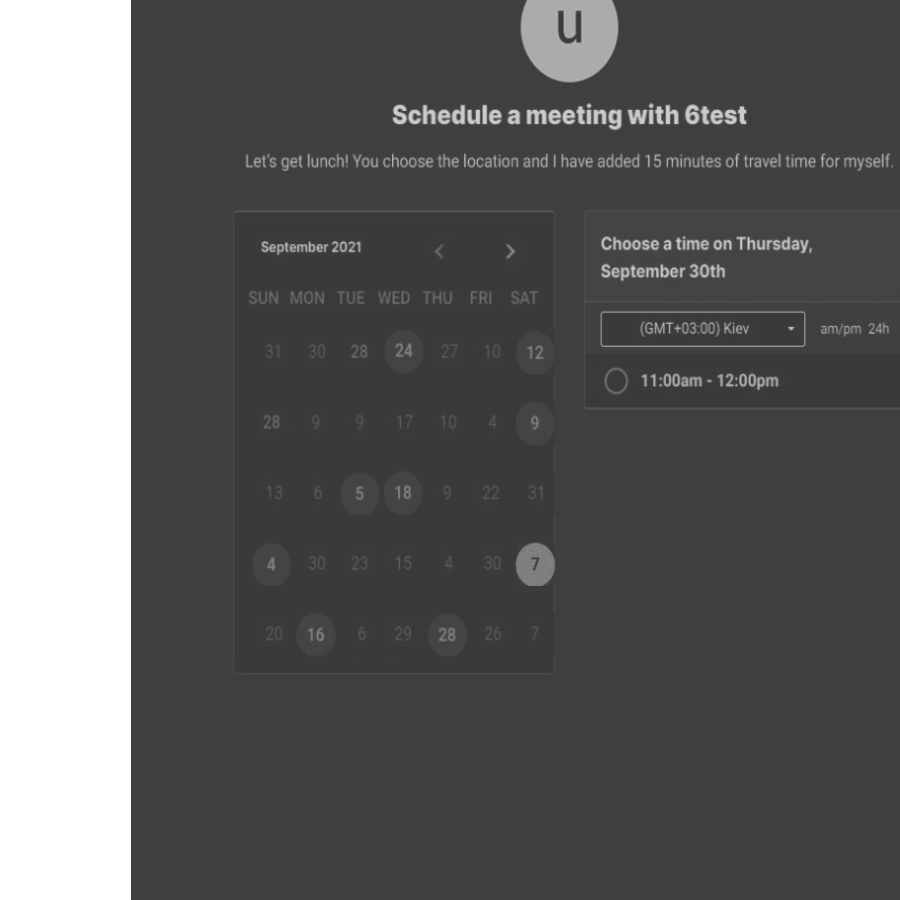 u
Schedule a meeting with 6test
Let's get lunch! You choose the location and I have added 15 minutes of travel time for myself.
September 2021
SUN MON TUE WED THU FRI SAT
31 30 28 24 27 10 12
28 9 9 17 10 4 9
13 6 5 18 9 22 31
4 30 23 15 4 30 7
20 16 6 29 28 26 7
Choose a time on Thursday,
September 30th
(GMT+03:00) Kiev am/pm 24h
11:00am - 12:00pm